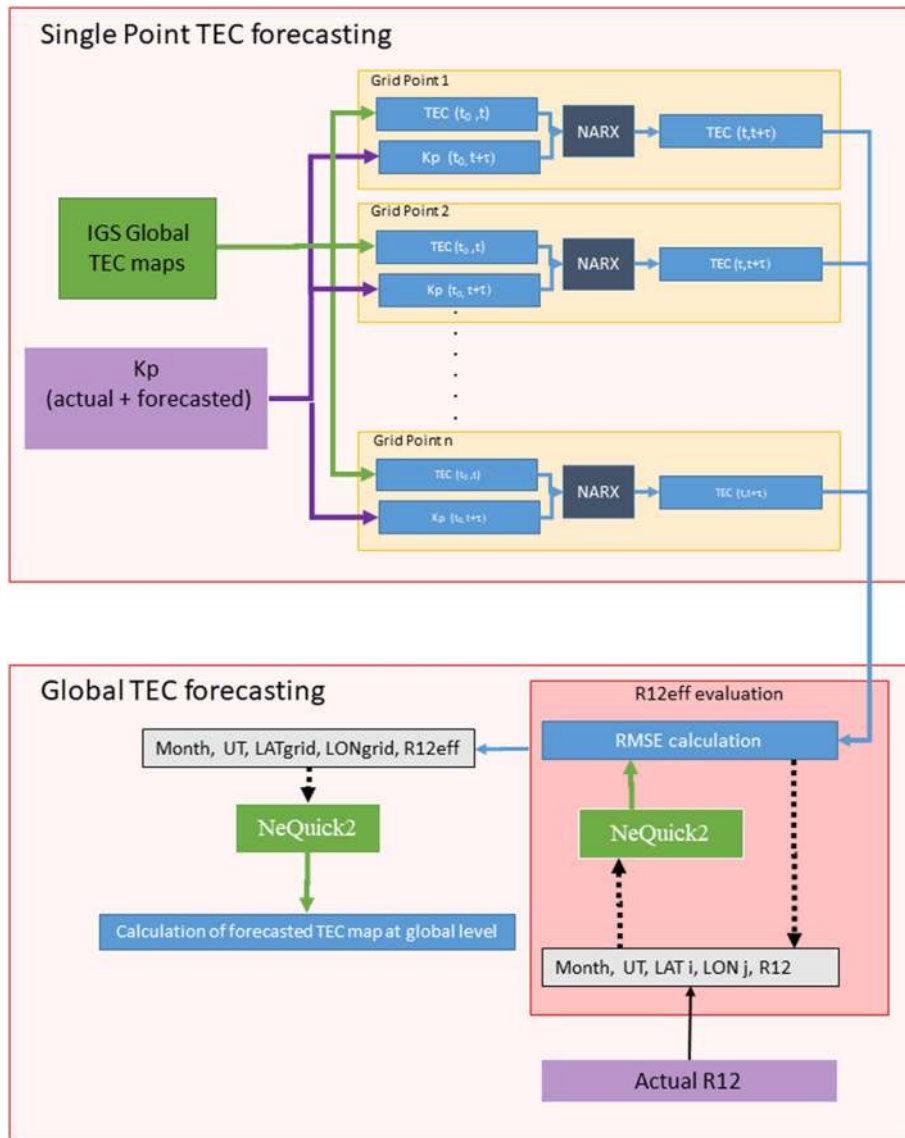 Single Point TEC forecasting
Grid Point 1
TEC (t₀ ,t)
Kp (t₀, t+τ)
NARX
TEC (t,t+τ)
IGS Global
TEC maps
Grid Point 2
TEC (t₀ ,t)
Kp (t₀, t+τ)
NARX
TEC (t,t+τ)
Kp
(actual + forecasted)
Grid Point n
TEC (t₀ ,t)
Kp (t₀, t+τ)
NARX
TEC (t,t+τ)
Global TEC forecasting
R12eff evaluation
RMSE calculation
Month, UT, LATgrid, LONgrid, R12eff
NeQuick2
NeQuick2
Calculation of forecasted TEC map at global level
Month, UT, LAT i, LON j, R12
Actual R12